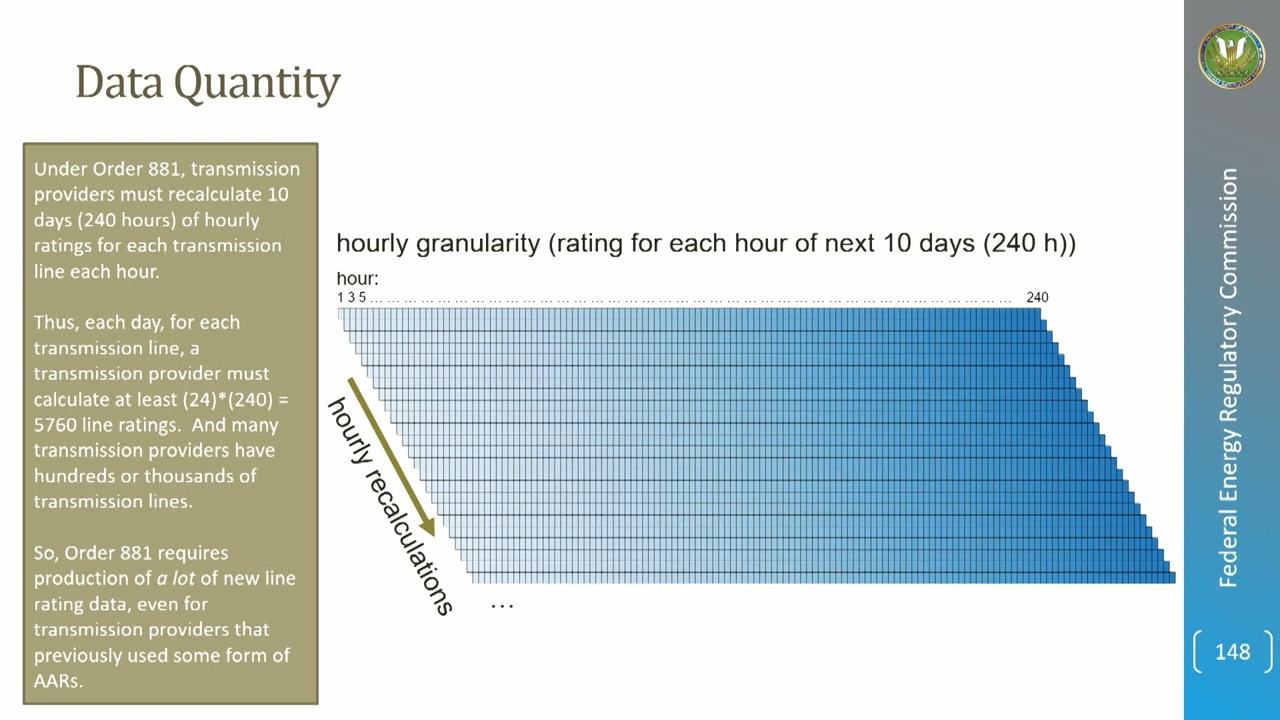 Data Quantity
Under Order 881, transmission
providers must recalculate 10
days (240 hours) of hourly
ratings for each transmission
line each hour.
Thus, each day, for each
transmission line, a
transmission provider must
calculate at least (24)*(240) =
5760 line ratings.  And many
transmission providers have
hundreds or thousands of
transmission lines.
So, Order 881 requires
production of a lot of new line
rating data, even for
transmission providers that
previously used some form of
AARs.
hourly granularity (rating for each hour of next 10 days (240 h))
hour:
1 3 5 ... ... ... ... ... ... ... ... ... ... ... ... ... ... ... ... ... ... ... ... ... ... ... ... ... ... ... ... ... ... ... ... ... ... ... ... ... ... 240
hourly recalculations
...
Federal Energy Regulatory Commission
148